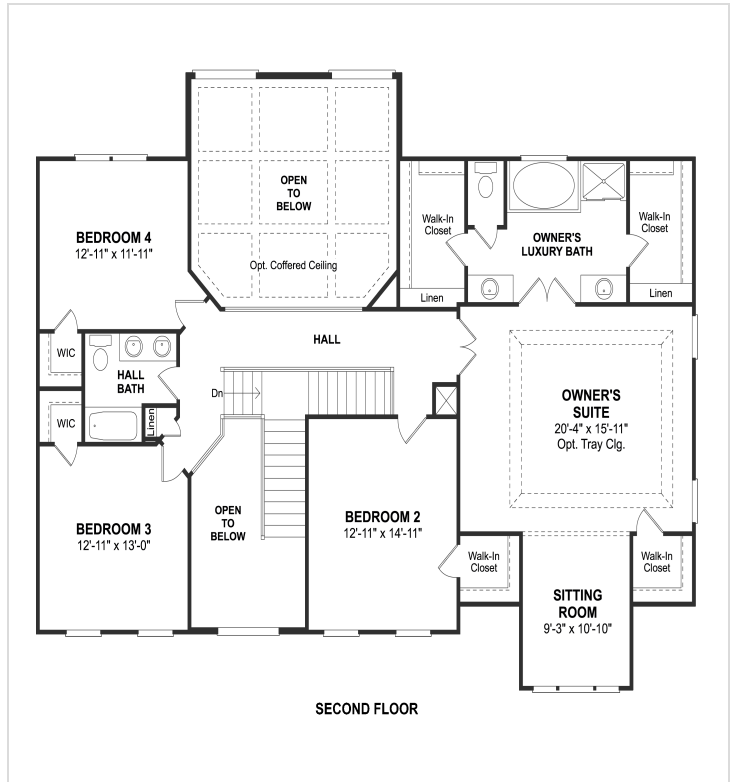 OPEN
TO
BELOW
Opt. Coffered Ceiling
BEDROOM 4
12'-11" x 11'-11"
Walk-In
Closet
Linen
OWNER'S
LUXURY BATH
Walk-In
Closet
Linen
WIC
HALL
BATH
HALL
WIC
Linen
Dn
OWNER'S
SUITE
20'-4" x 15'-11"
Opt. Tray Clg.
BEDROOM 3
12'-11" x 13'-0"
OPEN
TO
BELOW
BEDROOM 2
12'-11" x 14'-11"
Walk-In
Closet
Walk-In
Closet
SITTING
ROOM
9'-3" x 10'-10"
SECOND FLOOR